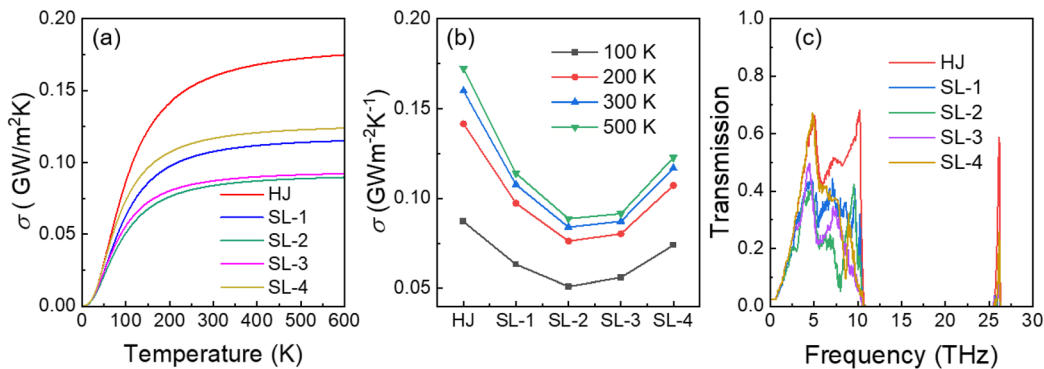 (a)
0.20
0.15
0.10
0.05
0.00
σ ( GW/m²K)
0 100 200 300 400 500 600
Temperature (K)
HJ
SL-1
SL-2
SL-3
SL-4
(b)
0.20
0.15
0.10
0.05
σ (GWm⁻²K⁻¹)
HJ SL-1 SL-2 SL-3 SL-4
100 K
200 K
300 K
500 K
(c)
1.0
0.8
0.6
0.4
0.2
0.0
Transmission
0 5 10 15 20 25 30
Frequency (THz)
HJ
SL-1
SL-2
SL-3
SL-4